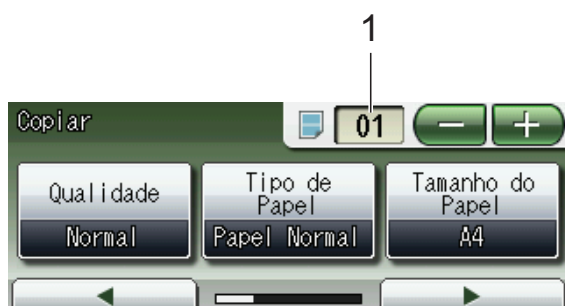 1
Copiar 01 - +
Qualidade
Normal
Tipo de
Papel
Papel Normal
Tamanho do
Papel
A4